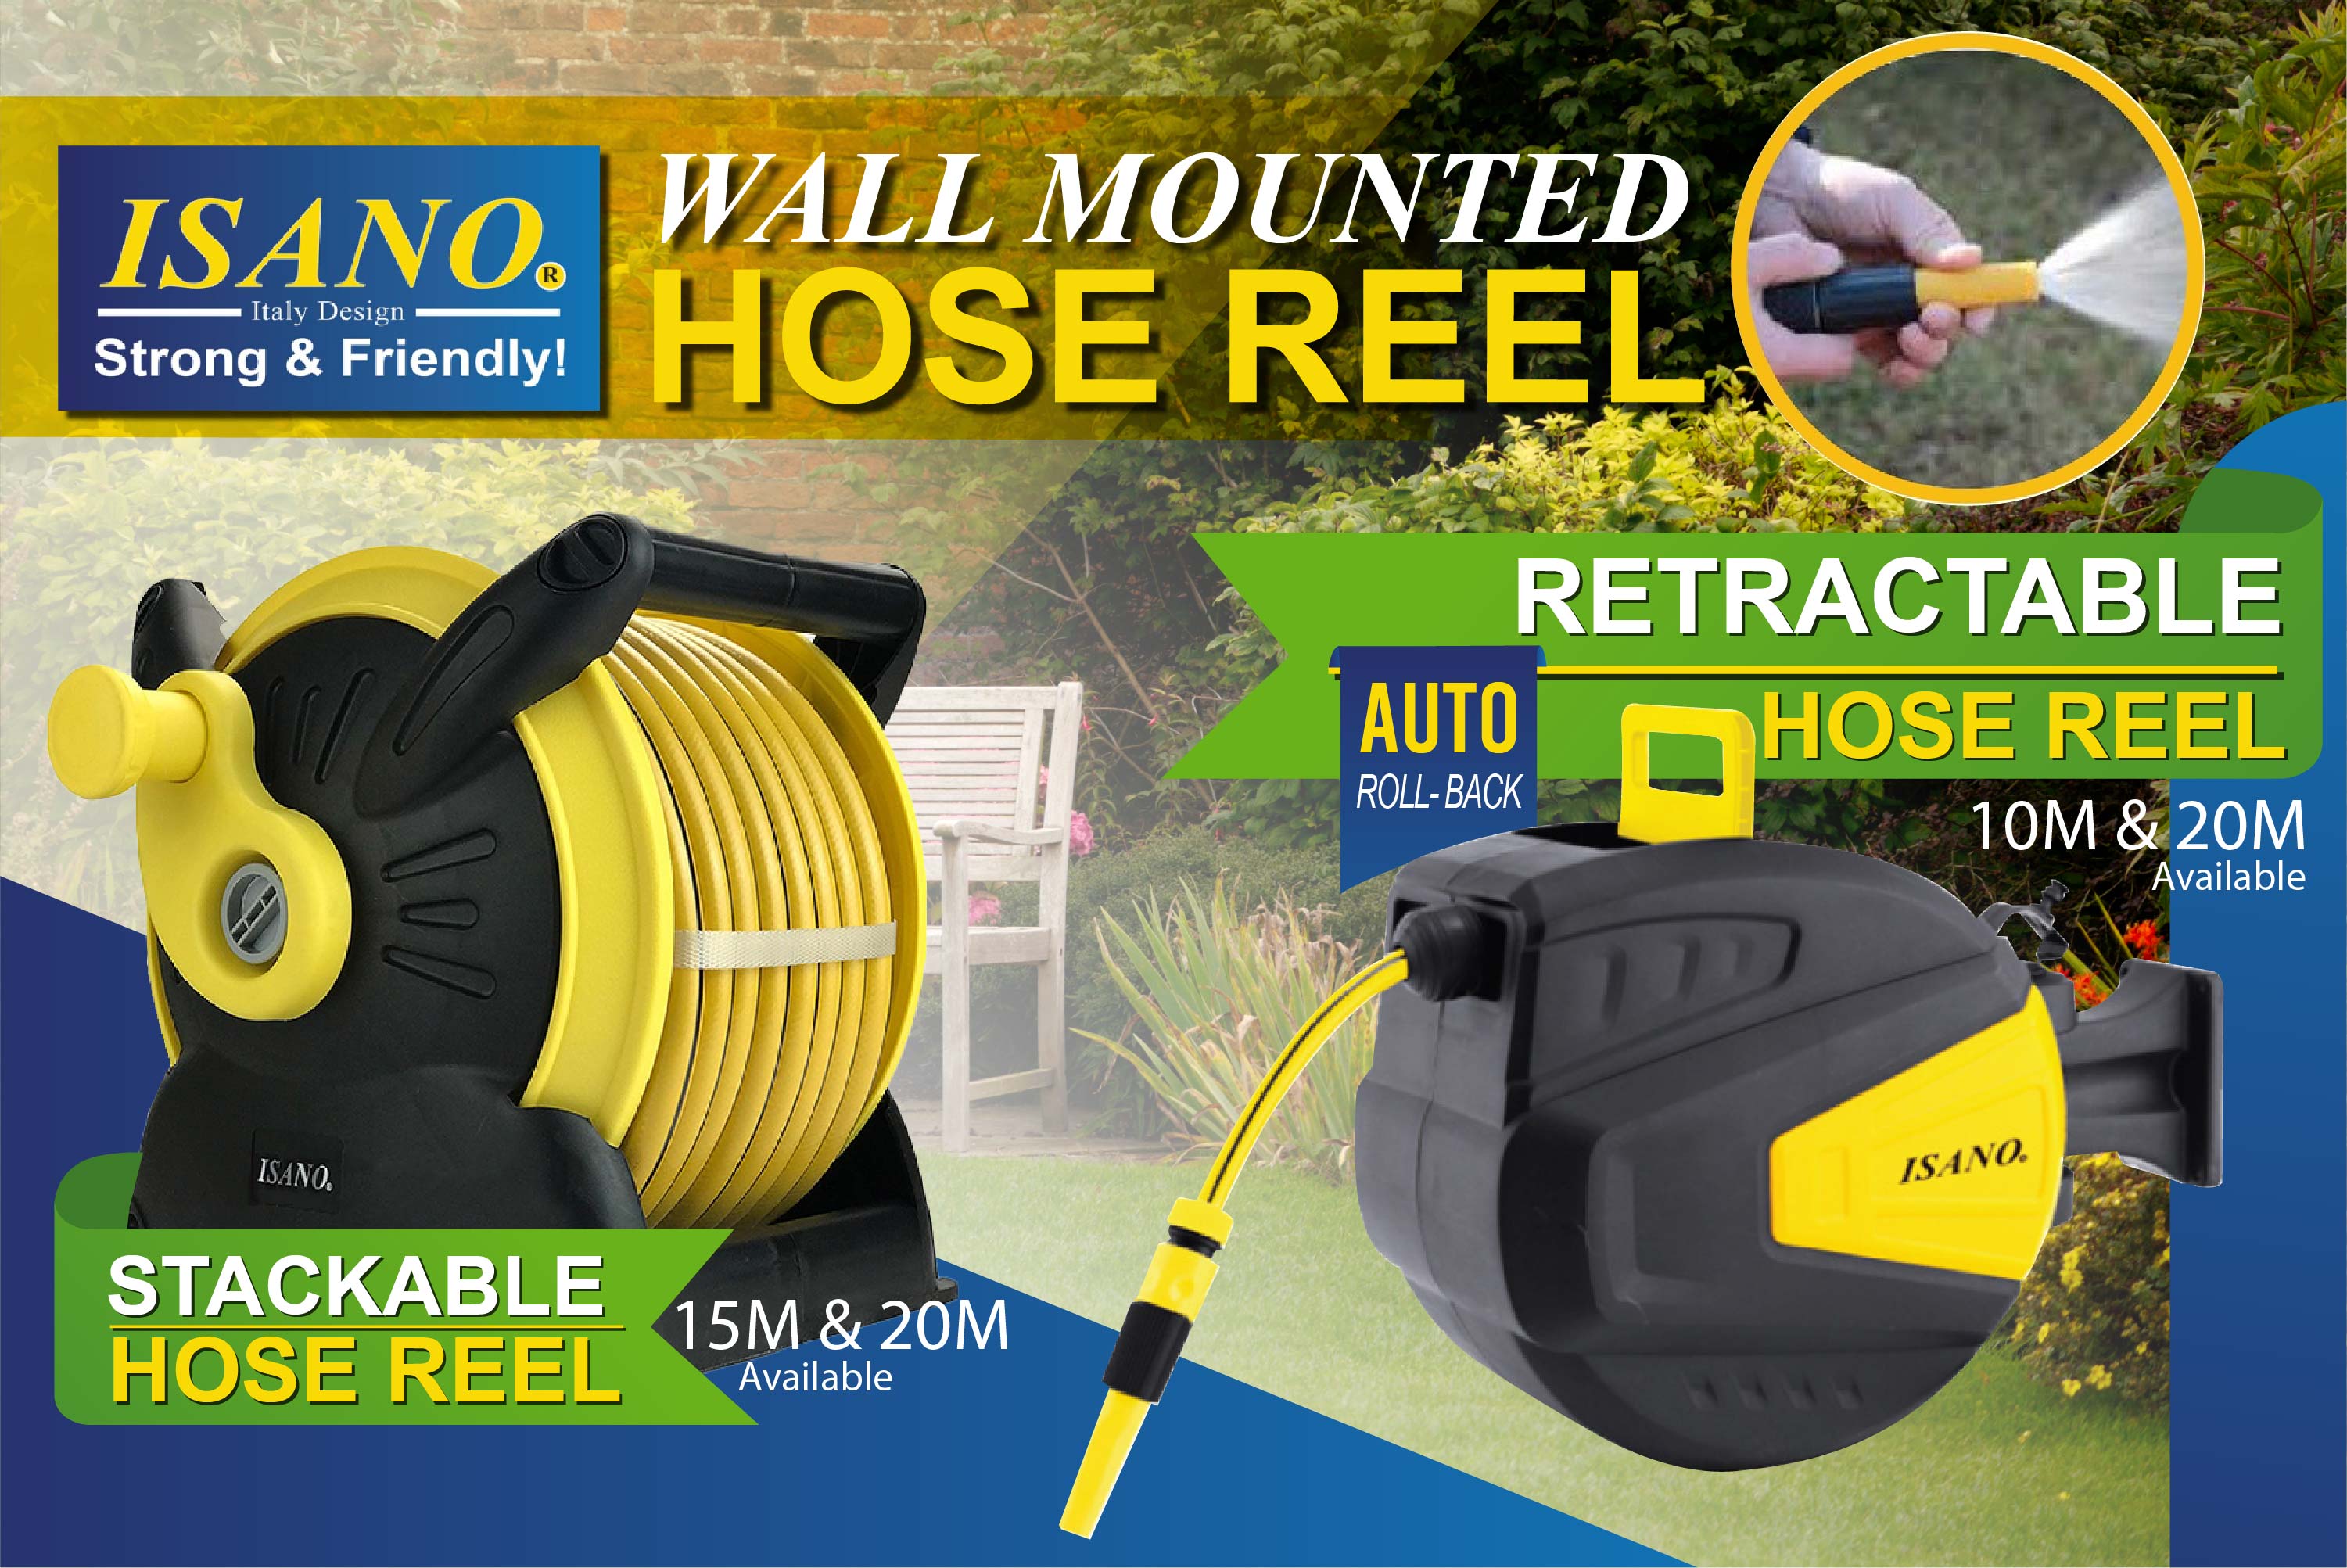 ISANO®
Italy Design
Strong & Friendly!
WALL MOUNTED
HOSE REEL
RETRACTABLE
HOSE REEL
AUTO
ROLL-BACK
10M & 20M
Available
ISANO.
ISANO.
STACKABLE
HOSE REEL
15M & 20M
Available